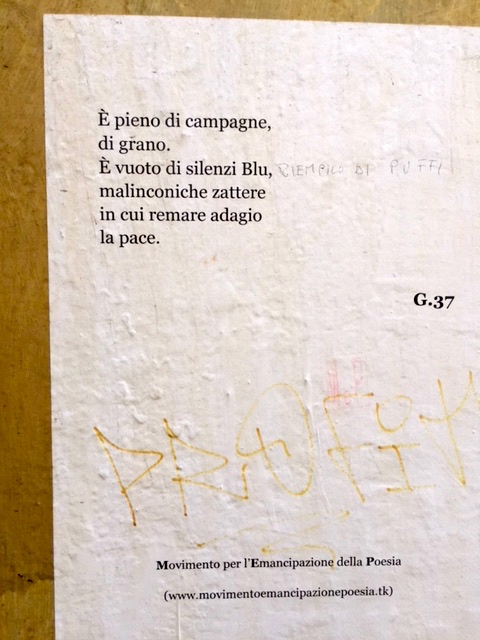 È pieno di campagne,
di grano.
È vuoto di silenzi Blu, RIEMPILO DI PUFFI
malinconiche zattere
in cui remare adagio
la pace.
G.37
Movimento per l'Emancipazione della Poesia
(www.movimentoemancipazionepoesia.tk)